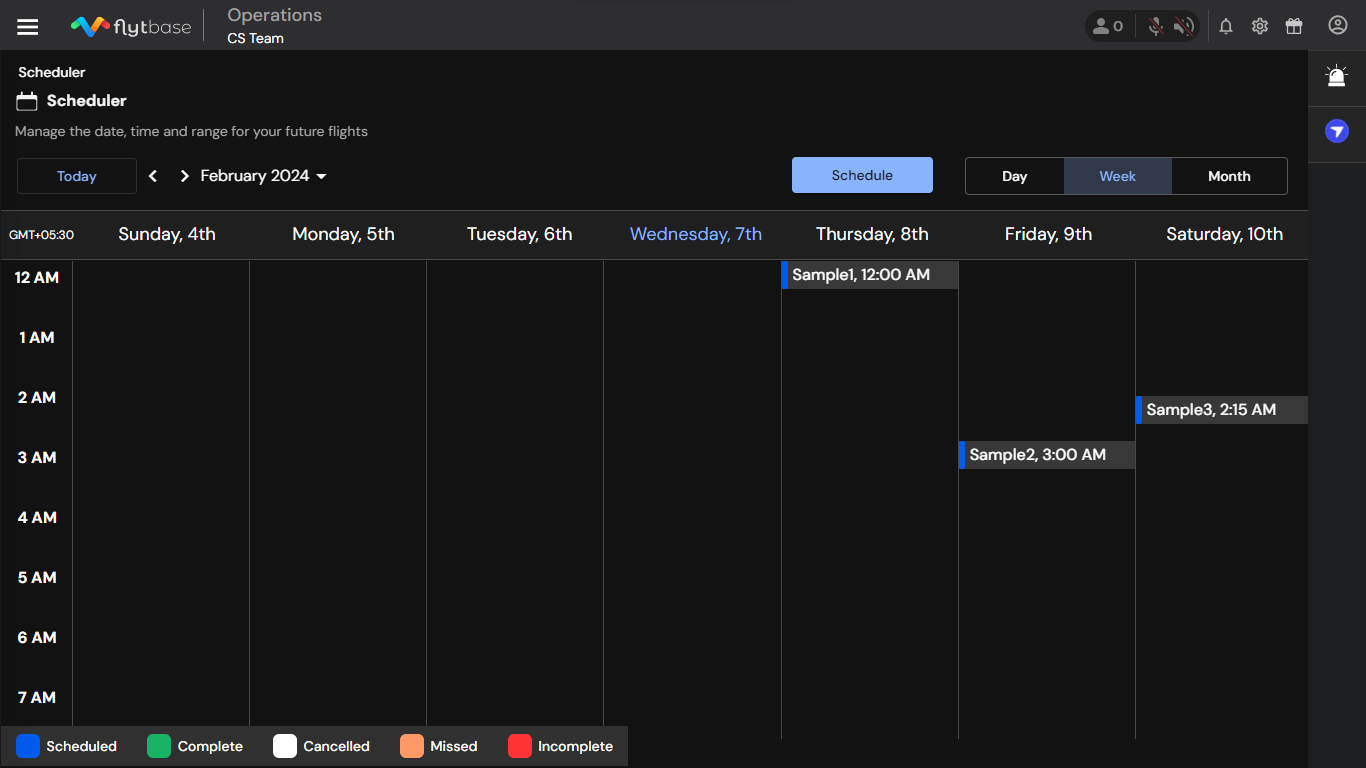 flytbase
Operations
CS Team
0
Scheduler
Scheduler
Manage the date, time and range for your future flights
Today
February 2024
Schedule
Day
Week
Month
GMT+05:30
Sunday, 4th
Monday, 5th
Tuesday, 6th
Wednesday, 7th
Thursday, 8th
Friday, 9th
Saturday, 10th
12 AM
Sample1, 12:00 AM
1 AM
2 AM
Sample3, 2:15 AM
3 AM
Sample2, 3:00 AM
4 AM
5 AM
6 AM
7 AM
Scheduled
Complete
Cancelled
Missed
Incomplete